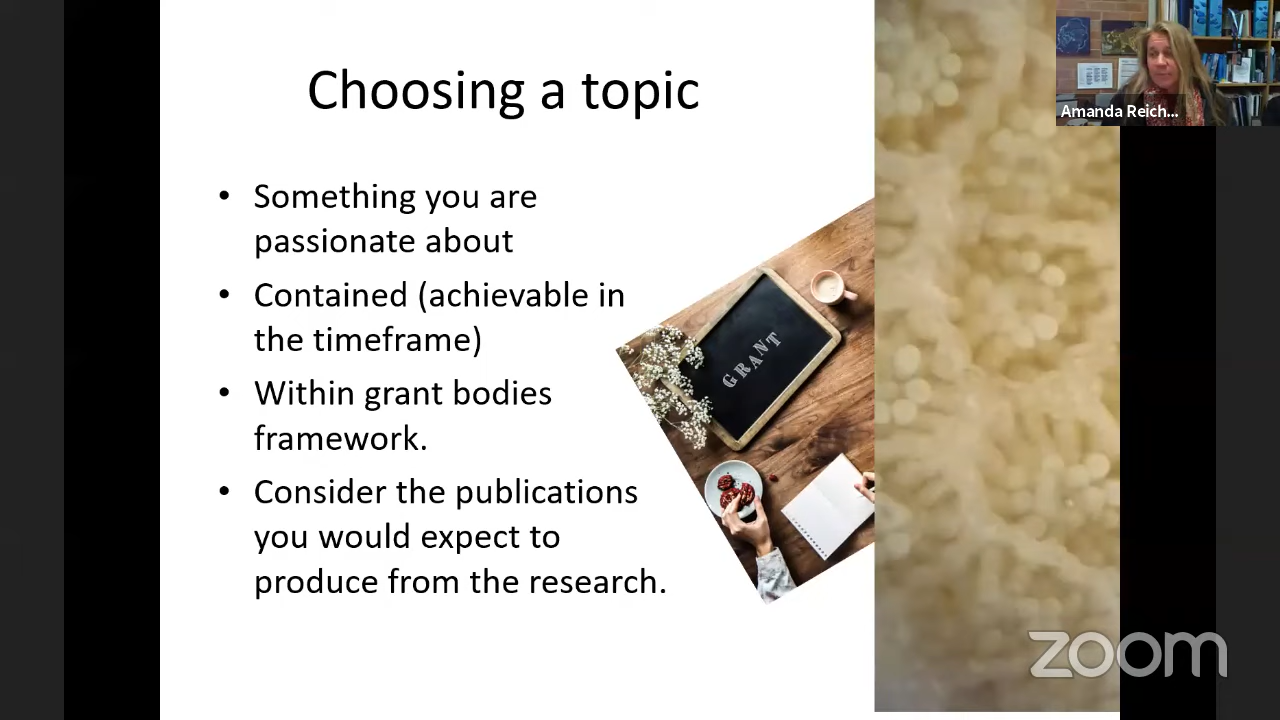 Choosing a topic
Amanda Reich...
• Something you are
passionate about
• Contained (achievable in
the timeframe)
• Within grant bodies
framework.
• Consider the publications
you would expect to
produce from the research.
GRANT
zoom